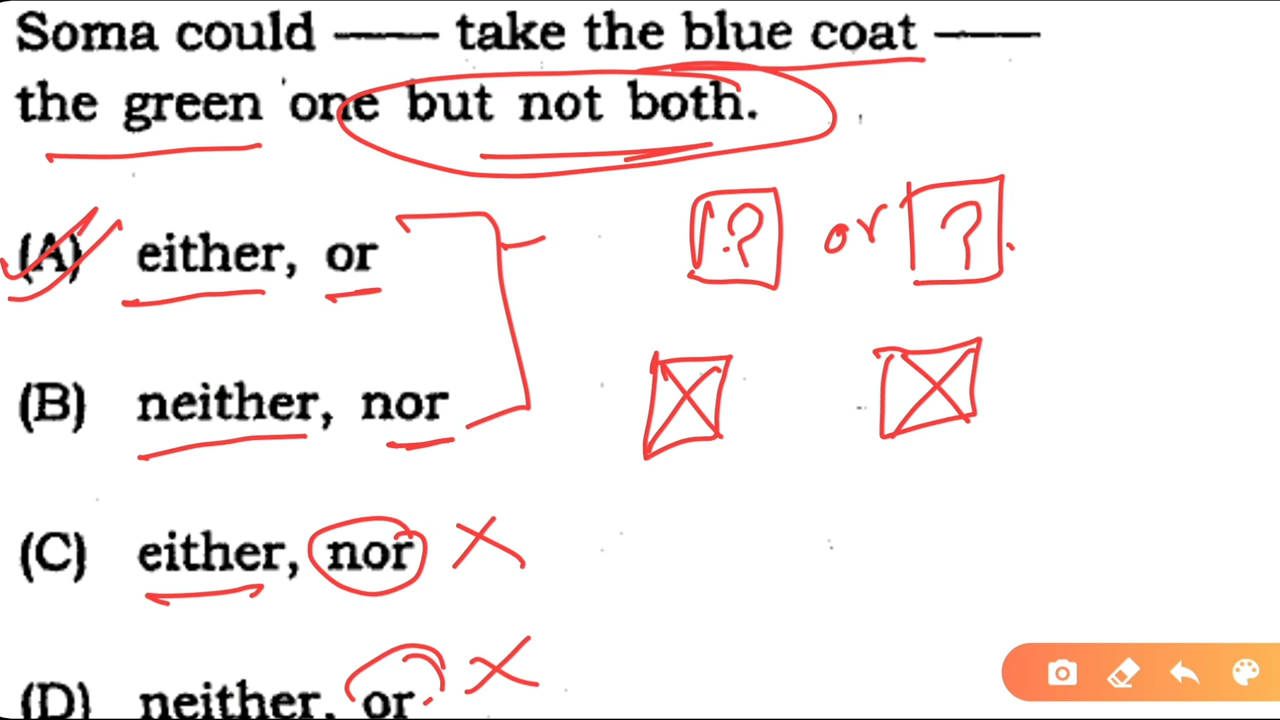 Soma could —— take the blue coat ——
the green one but not both.
(A) either, or
(B) neither, nor
(C) either, nor
(D) neither, or
? or ?